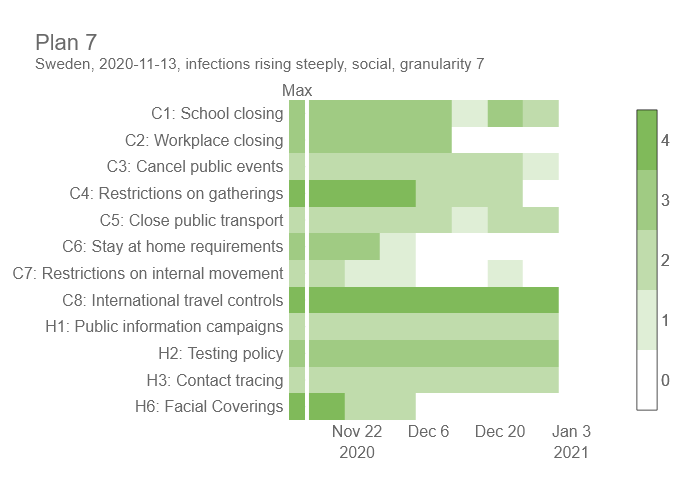 Plan 7
Sweden, 2020-11-13, infections rising steeply, social, granularity 7
Max
C1: School closing
C2: Workplace closing
C3: Cancel public events
C4: Restrictions on gatherings
C5: Close public transport
C6: Stay at home requirements
C7: Restrictions on internal movement
C8: International travel controls
H1: Public information campaigns
H2: Testing policy
H3: Contact tracing
H6: Facial Coverings
4
3
2
1
0
Nov 22 Dec 6 Dec 20 Jan 3
2020 2021